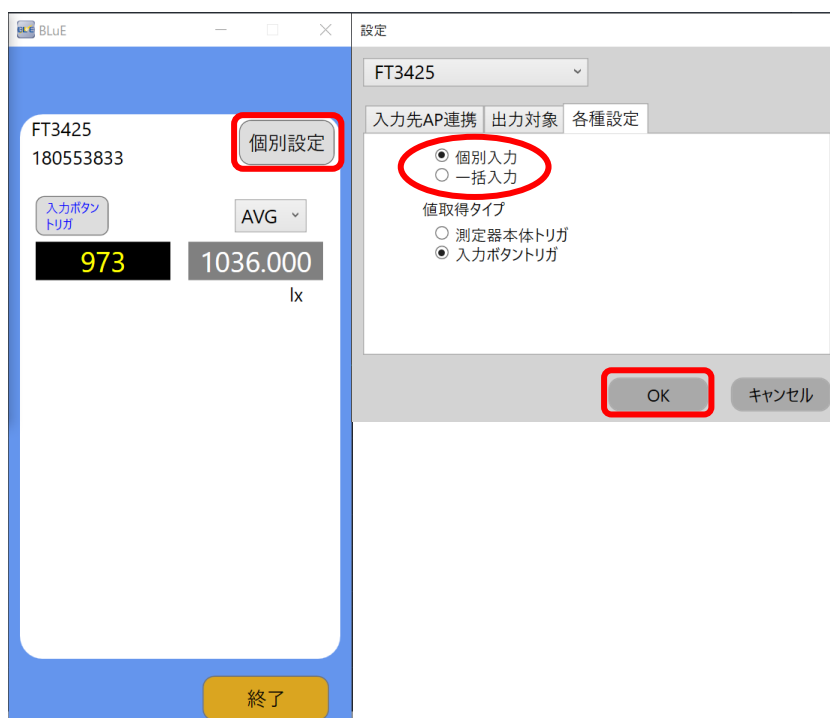 BLE BLuE
FT3425
180553833
個別設定
入力ボタン
トリガ
AVG
973
1036.000
lx
終了
設定
FT3425
入力先AP連携 出力対象 各種設定
個別入力
一括入力
値取得タイプ
測定器本体トリガ
入力ボタントリガ
OK
キャンセル